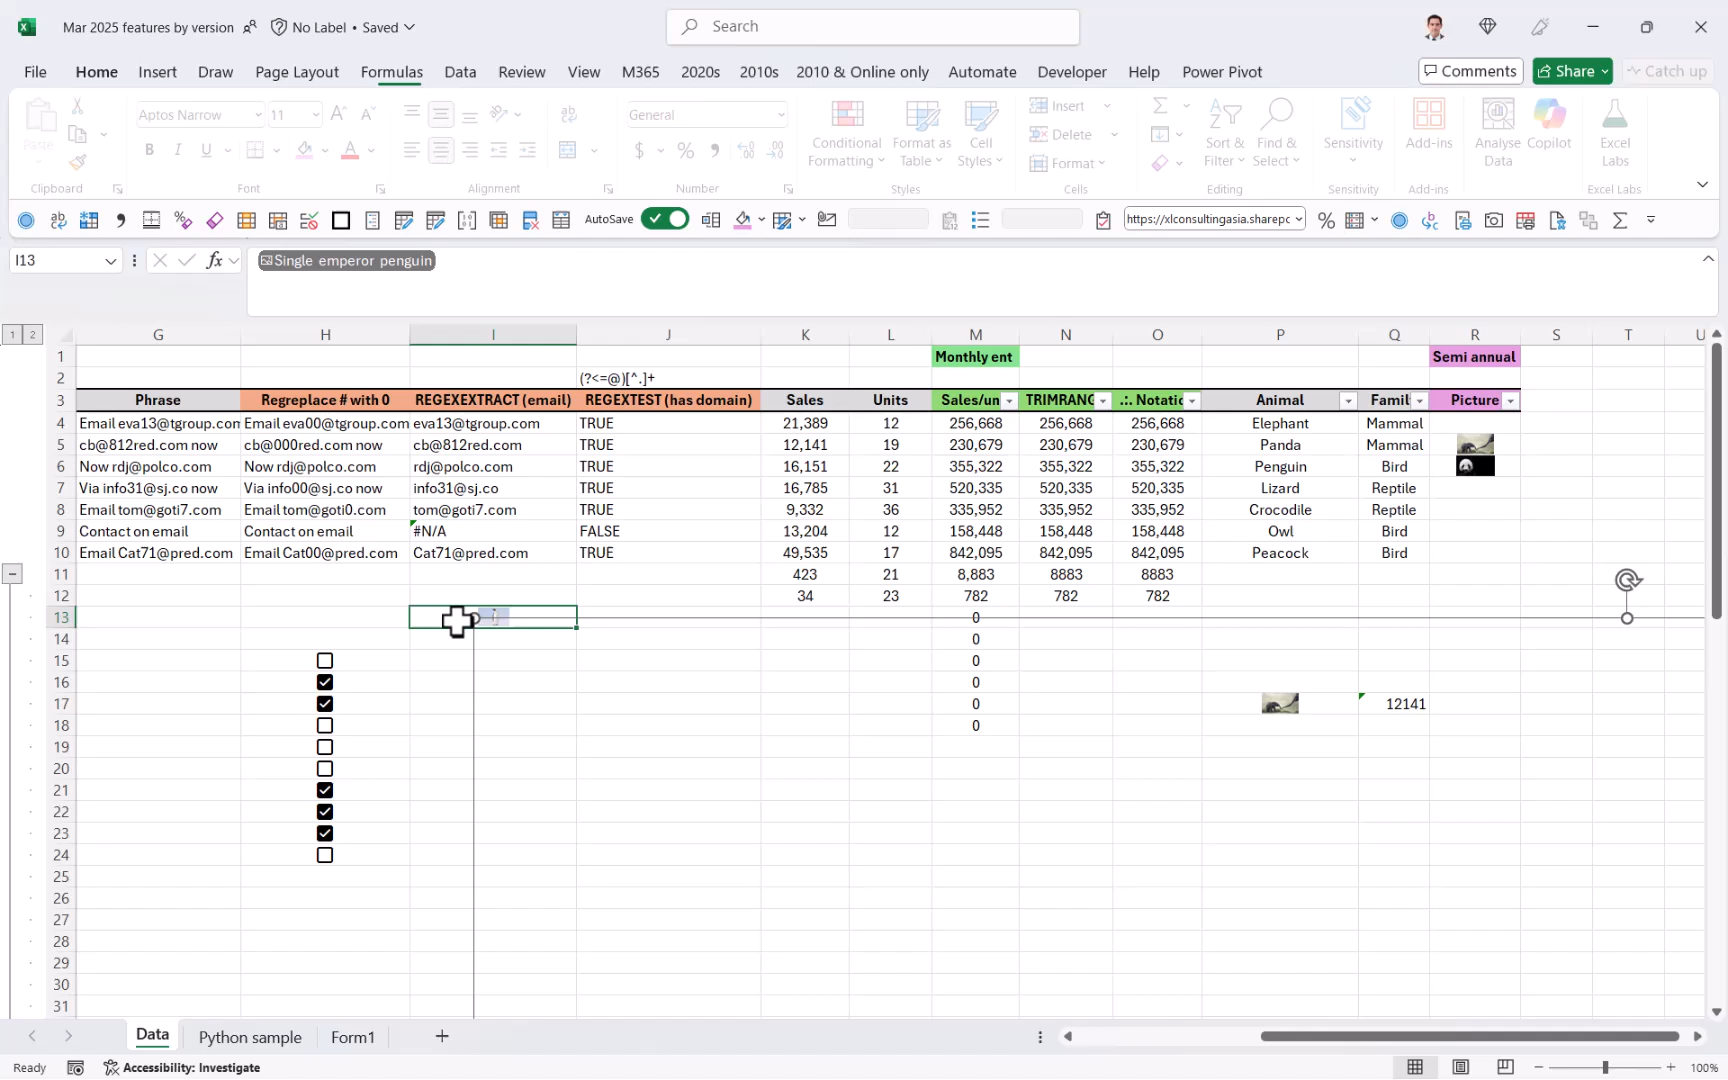 Mar 2025 features by version No Label • Saved
Search
File Home Insert Draw Page Layout Formulas Data Review View M365 2020s 2010s 2010 & Online only Automate Developer Help Power Pivot Comments Share Catch up
Paste Aptos Narrow 11 General Conditional Formatting Format as Table Cell Styles Insert Delete Format Sort & Filter Find & Select Sensitivity Add-ins Analyse Data Copilot Excel Labs
Clipboard Font Alignment Number Styles Cells Editing Sensitivity Add-ins Excel Labs
AutoSave https://xlconsultingasia.sharepc
I13 fx Single emperor penguin
1 2 G H I J K L M N O P Q R S T U
1 Monthly ent Semi annual
2 (?<=@)[^.]+
3 Phrase Regreplace # with 0 REGEXEXTRACT (email) REGEXTEST (has domain) Sales Units Sales/un TRIMRANG .:. Notatic Animal Famil Picture
4 Email eva13@tgroup.com Email eva00@tgroup.com eva13@tgroup.com TRUE 21,389 12 256,668 256,668 256,668 Elephant Mammal
5 cb@812red.com now cb@000red.com now cb@812red.com TRUE 12,141 19 230,679 230,679 230,679 Panda Mammal
6 Now rdj@polco.com Now rdj@polco.com rdj@polco.com TRUE 16,151 22 355,322 355,322 355,322 Penguin Bird
7 Via info31@sj.co now Via info00@sj.co now info31@sj.co TRUE 16,785 31 520,335 520,335 520,335 Lizard Reptile
8 Email tom@goti7.com Email tom@goti0.com tom@goti7.com TRUE 9,332 36 335,952 335,952 335,952 Crocodile Reptile
9 Contact on email Contact on email #N/A FALSE 13,204 12 158,448 158,448 158,448 Owl Bird
10 Email Cat71@pred.com Email Cat00@pred.com Cat71@pred.com TRUE 49,535 17 842,095 842,095 842,095 Peacock Bird
11 423 21 8,883 8883 8883
12 34 23 782 782 782
13 0
14 0
15 0
16 0
17 0 12141
18 0
19
20
21
22
23
24
25
26
27
28
29
30
31
Data Python sample Form1
Ready Accessibility: Investigate 100%